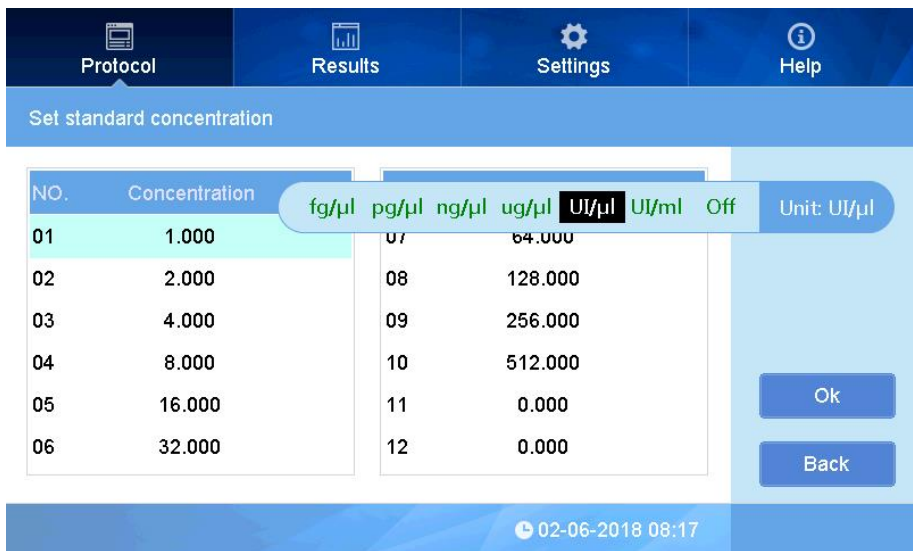 Protocol Results Settings Help
Set standard concentration
NO. Concentration
fg/µl pg/µl ng/µl ug/µl UI/µl UI/ml Off Unit: UI/µl
01 1.000 07 64.000
02 2.000 08 128.000
03 4.000 09 256.000
04 8.000 10 512.000
05 16.000 11 0.000
06 32.000 12 0.000
Ok
Back
02-06-2018 08:17